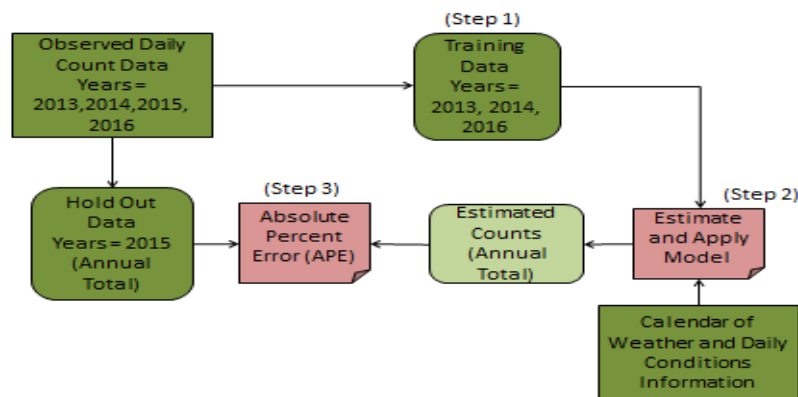 (Step 1)
Observed Daily
Count Data
Years =
2013,2014,2015,
2016
Training
Data
Years =
2013, 2014,
2016
(Step 3)
(Step 2)
Hold Out
Data
Years = 2015
(Annual
Total)
Absolute
Percent
Error (APE)
Estimated
Counts
(Annual
Total)
Estimate
and Apply
Model
Calendar of
Weather and Daily
Conditions
Information